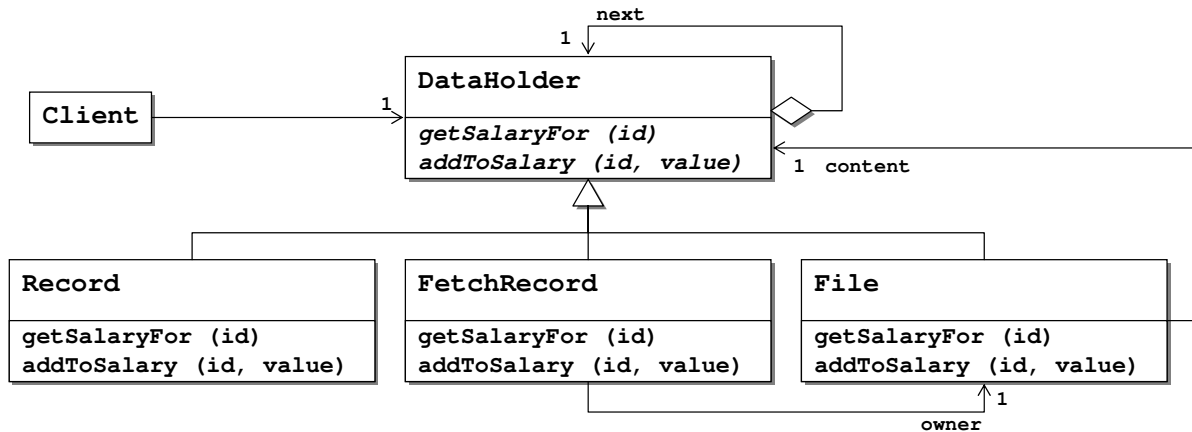 next
1
DataHolder
Client
1
getSalaryFor (id)
addToSalary (id, value)
1 content
Record
FetchRecord
File
getSalaryFor (id)
addToSalary (id, value)
getSalaryFor (id)
addToSalary (id, value)
getSalaryFor (id)
addToSalary (id, value)
1
owner